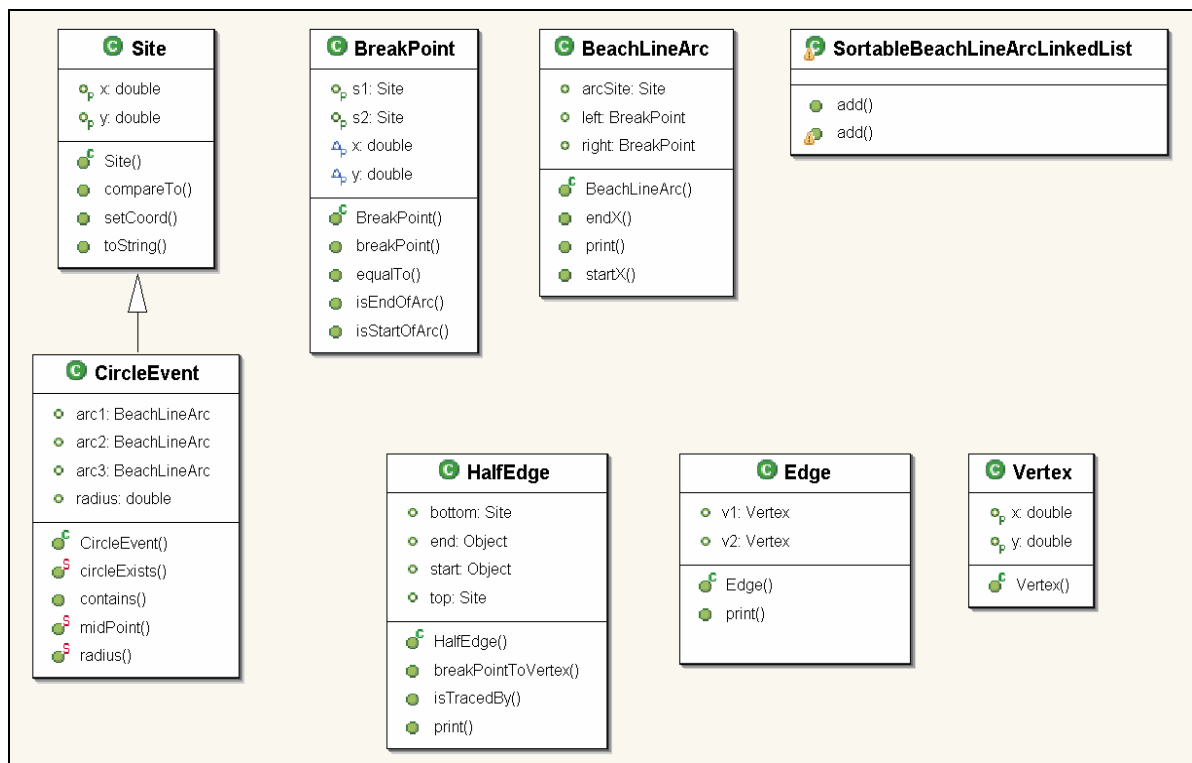 Site
x: double
y: double
Site()
compareTo()
setCoord()
toString()
BreakPoint
s1: Site
s2: Site
x: double
y: double
BreakPoint()
breakPoint()
equalTo()
isEndOfArc()
isStartOfArc()
BeachLineArc
arcSite: Site
left: BreakPoint
right: BreakPoint
BeachLineArc()
endX()
print()
startX()
SortableBeachLineArcLinkedList
add()
add()
CircleEvent
arc1: BeachLineArc
arc2: BeachLineArc
arc3: BeachLineArc
radius: double
CircleEvent()
circleExists()
contains()
midPoint()
radius()
HalfEdge
bottom: Site
end: Object
start: Object
top: Site
HalfEdge()
breakPointToVertex()
isTracedBy()
print()
Edge
v1: Vertex
v2: Vertex
Edge()
print()
Vertex
x: double
y: double
Vertex()